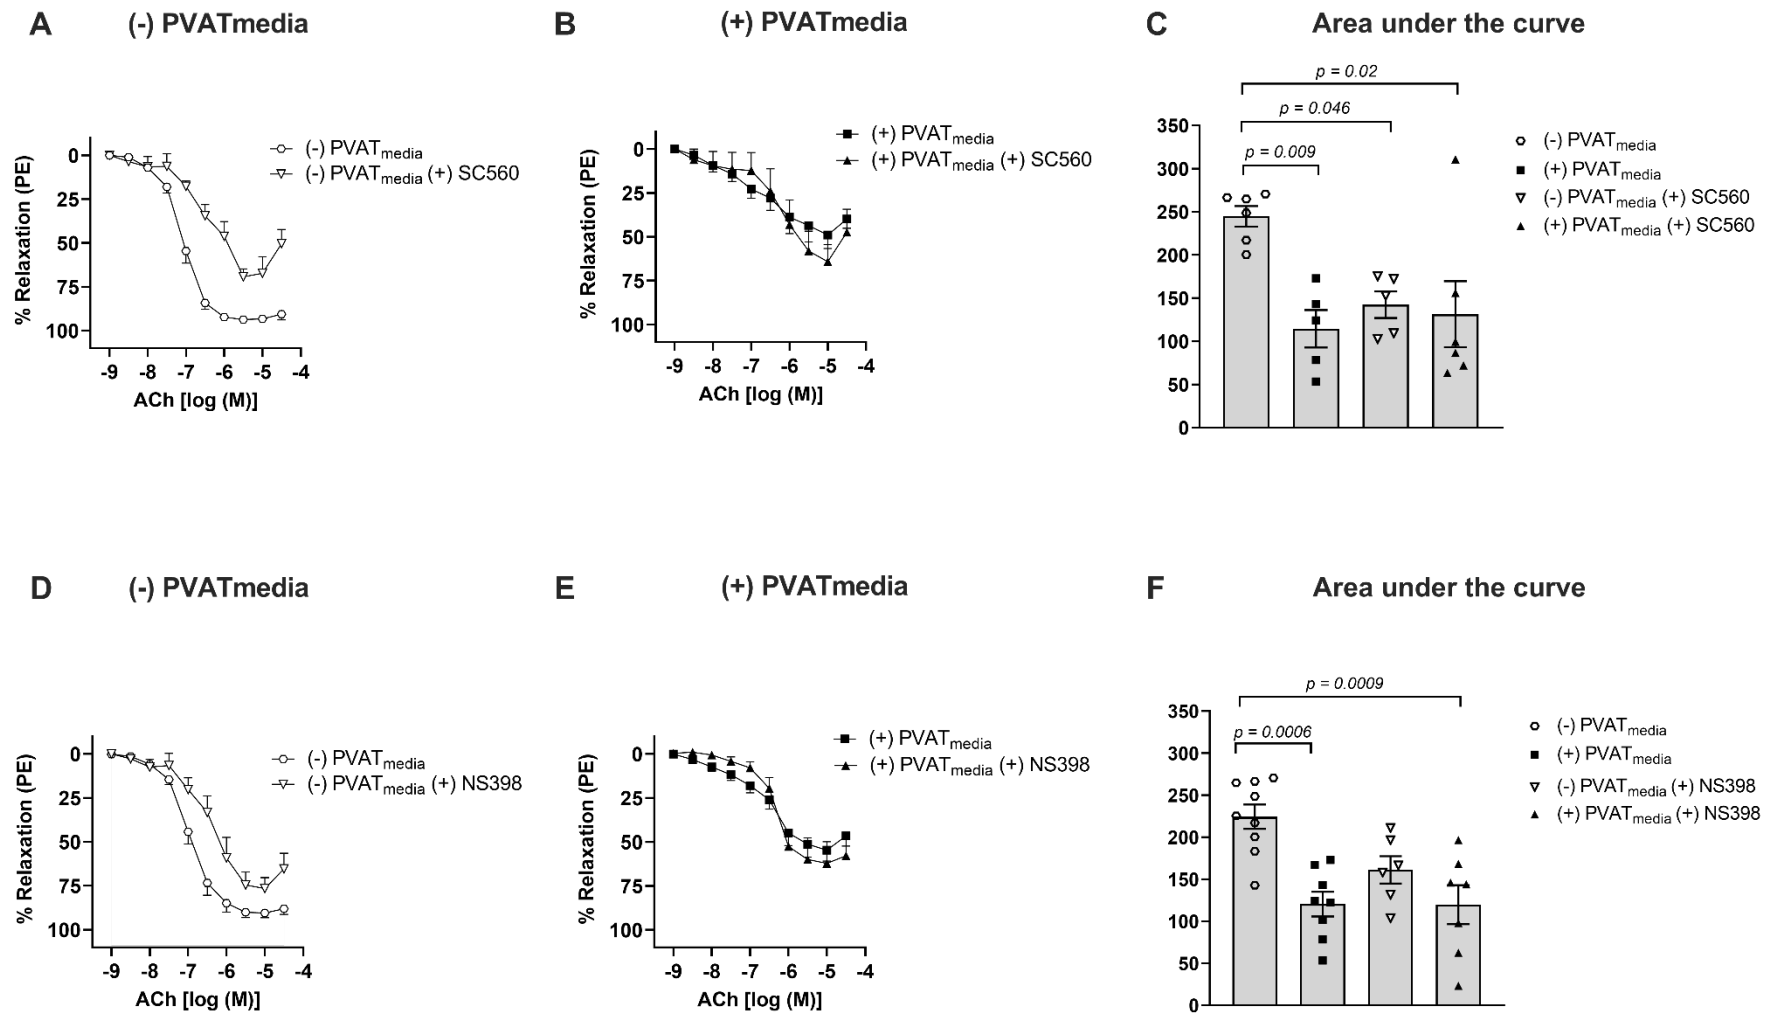 A (-) PVATmedia
% Relaxation (PE)
0
25
50
75
100
-9 -8 -7 -6 -5 -4
ACh [log (M)]
(-) PVATmedia
(-) PVATmedia (+) SC560
B (+) PVATmedia
% Relaxation (PE)
0
25
50
75
100
-9 -8 -7 -6 -5 -4
ACh [log (M)]
(+) PVATmedia
(+) PVATmedia (+) SC560
C Area under the curve
p = 0.02
p = 0.046
p = 0.009
350
300
250
200
150
100
50
0
(-) PVATmedia
(+) PVATmedia
(-) PVATmedia (+) SC560
(+) PVATmedia (+) SC560
D (-) PVATmedia
% Relaxation (PE)
0
25
50
75
100
-9 -8 -7 -6 -5 -4
ACh [log (M)]
(-) PVATmedia
(-) PVATmedia (+) NS398
E (+) PVATmedia
% Relaxation (PE)
0
25
50
75
100
-9 -8 -7 -6 -5 -4
ACh [log (M)]
(+) PVATmedia
(+) PVATmedia (+) NS398
F Area under the curve
p = 0.0009
p = 0.0006
350
300
250
200
150
100
50
0
(-) PVATmedia
(+) PVATmedia
(-) PVATmedia (+) NS398
(+) PVATmedia (+) NS398